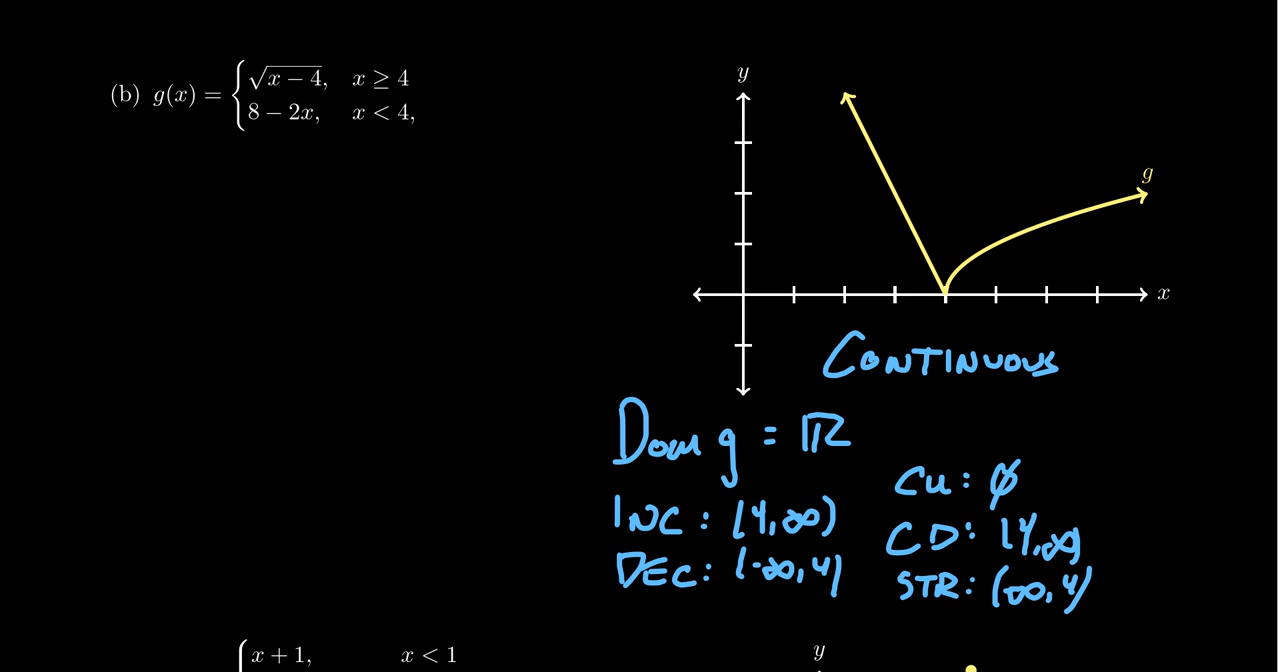 (b) g(x) = { √(x − 4), x ≥ 4
8 − 2x, x < 4,
y
g
x
CONTINUOUS
Dom g = ℝ
INC: (4,∞)
DEC: (-∞,4)
CU: ∅
CD: (4,∞)
STR: (-∞,4)
{ x + 1, x < 1
y